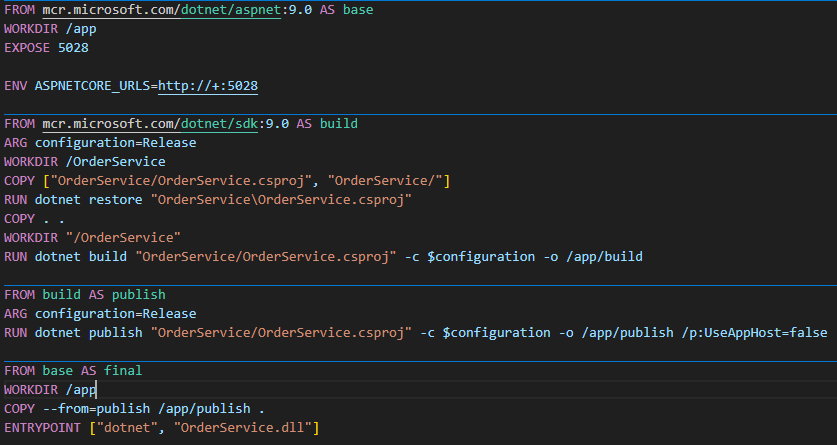 FROM mcr.microsoft.com/dotnet/aspnet:9.0 AS base
WORKDIR /app
EXPOSE 5028
ENV ASPNETCORE_URLS=http://+:5028
FROM mcr.microsoft.com/dotnet/sdk:9.0 AS build
ARG configuration=Release
WORKDIR /OrderService
COPY ["OrderService/OrderService.csproj", "OrderService/"]
RUN dotnet restore "OrderService\OrderService.csproj"
COPY . .
WORKDIR "/OrderService"
RUN dotnet build "OrderService/OrderService.csproj" -c $configuration -o /app/build
FROM build AS publish
ARG configuration=Release
RUN dotnet publish "OrderService/OrderService.csproj" -c $configuration -o /app/publish /p:UseAppHost=false
FROM base AS final
WORKDIR /app
COPY --from=publish /app/publish .
ENTRYPOINT ["dotnet", "OrderService.dll"]